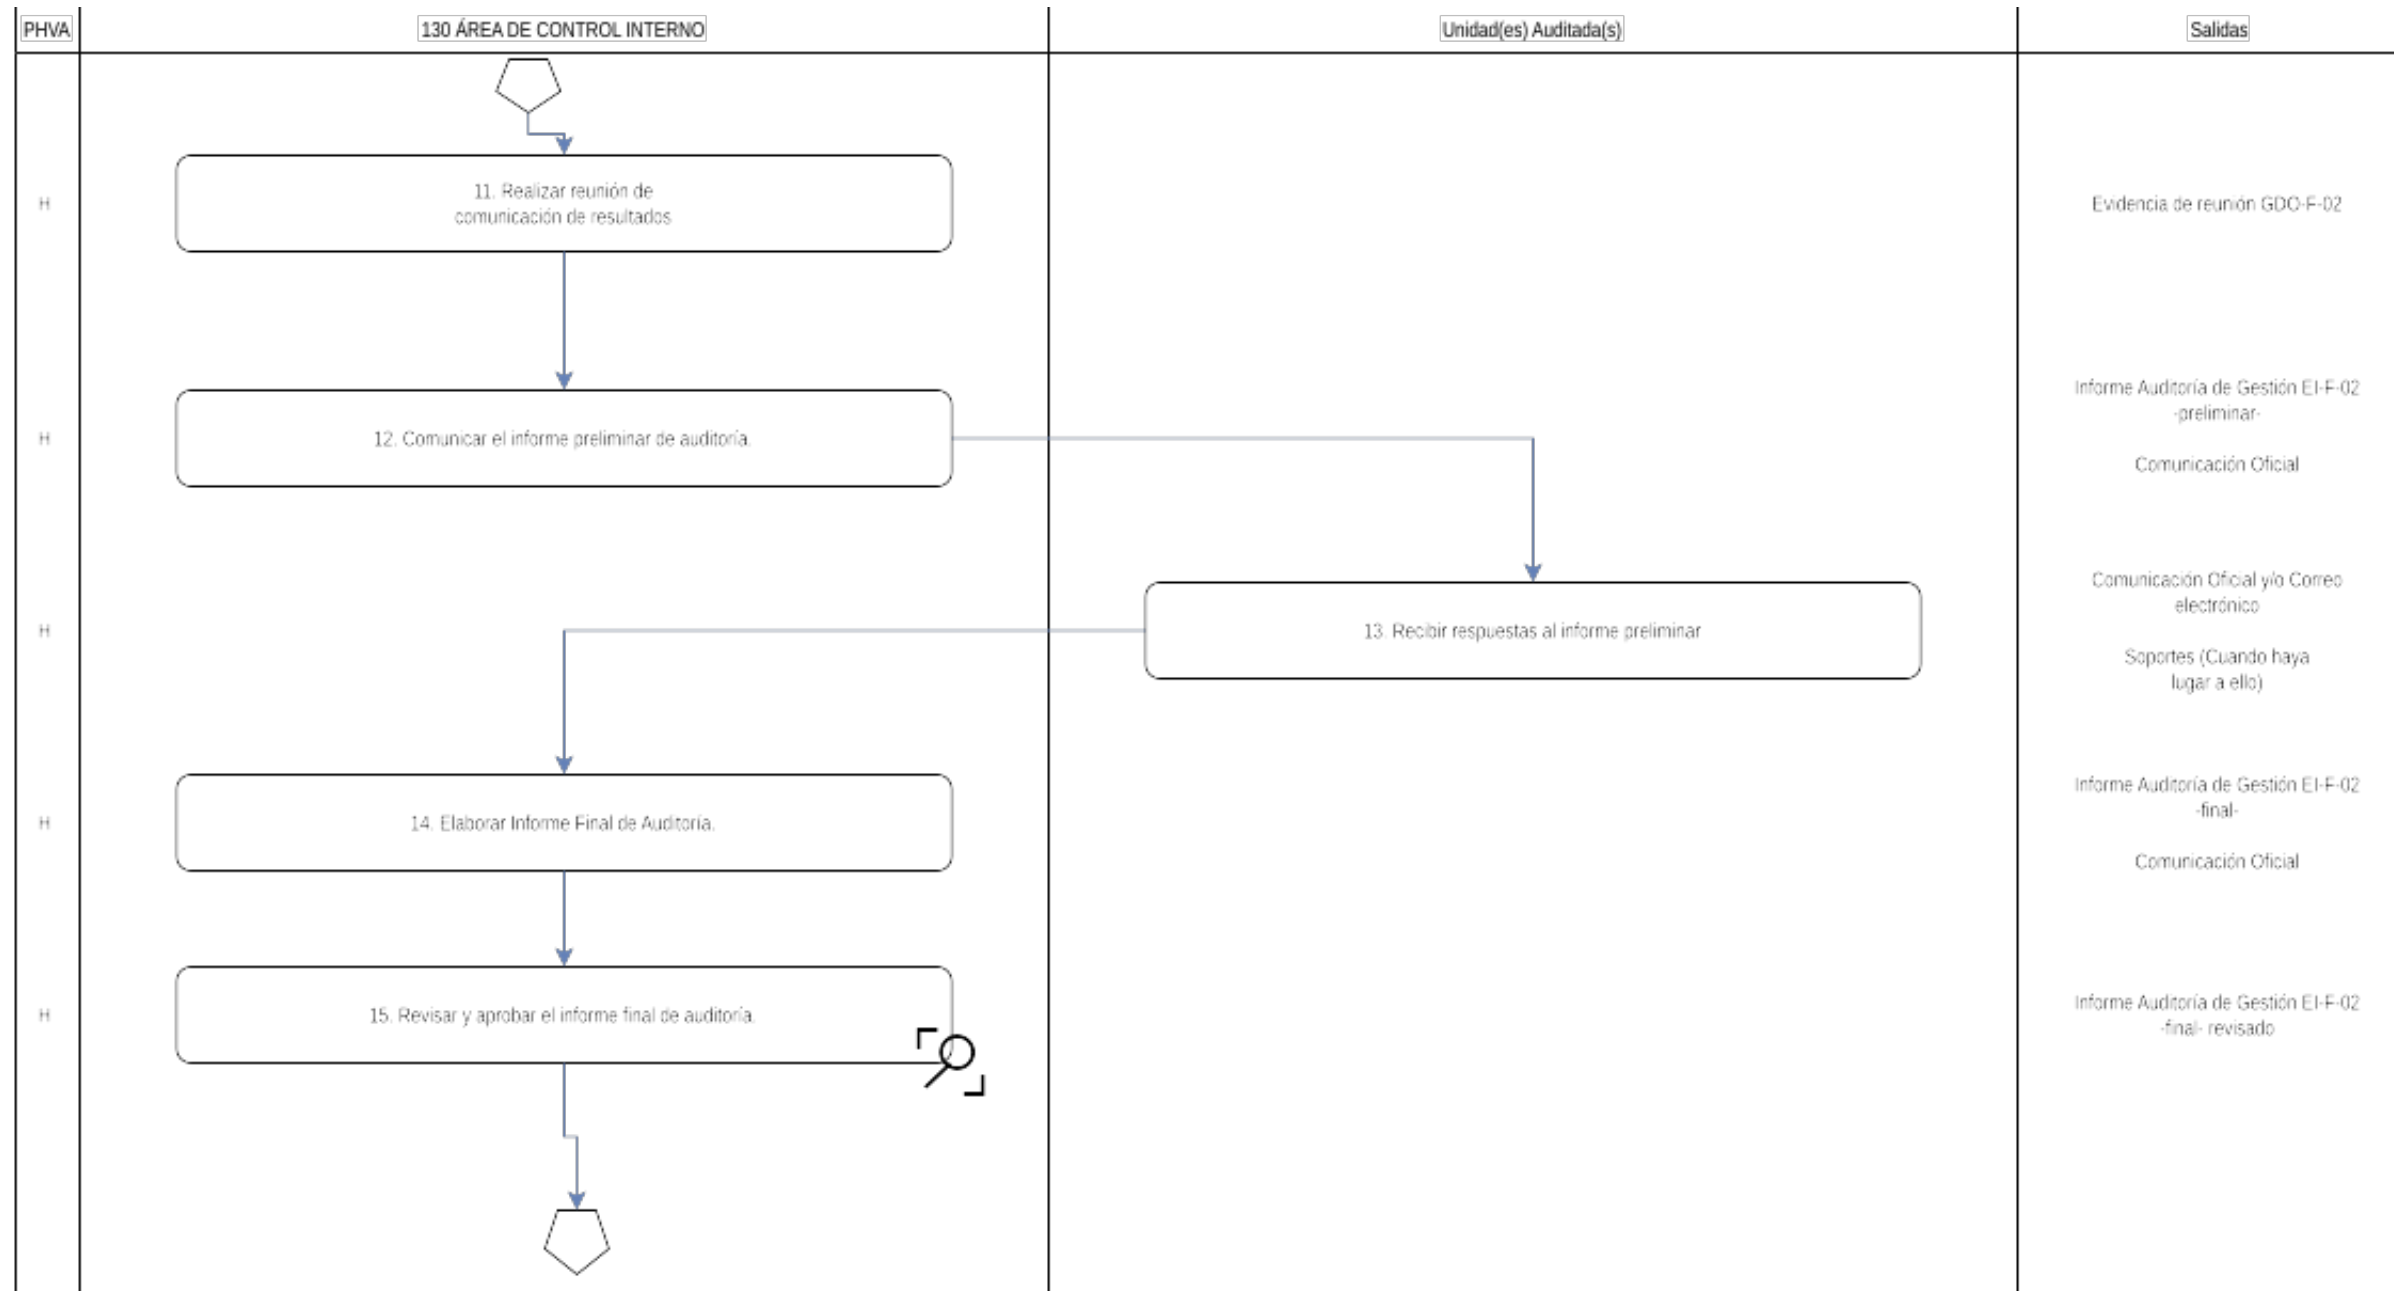 PHVA
130 ÁREA DE CONTROL INTERNO
Unidad(es) Auditada(s)
Salidas
H
11. Realizar reunión de
comunicación de resultados
Evidencia de reunión GDO-F-02
H
12. Comunicar el informe preliminar de auditoría.
Informe Auditoría de Gestión EI-F-02
-preliminar-
Comunicación Oficial
H
13. Recibir respuestas al informe preliminar
Comunicación Oficial y/o Correo
electrónico
Soportes (Cuando haya
lugar a ello)
H
14. Elaborar Informe Final de Auditoría.
Informe Auditoría de Gestión EI-F-02
-final-
Comunicación Oficial
H
15. Revisar y aprobar el informe final de auditoría.
Informe Auditoría de Gestión EI-F-02
-final- revisado